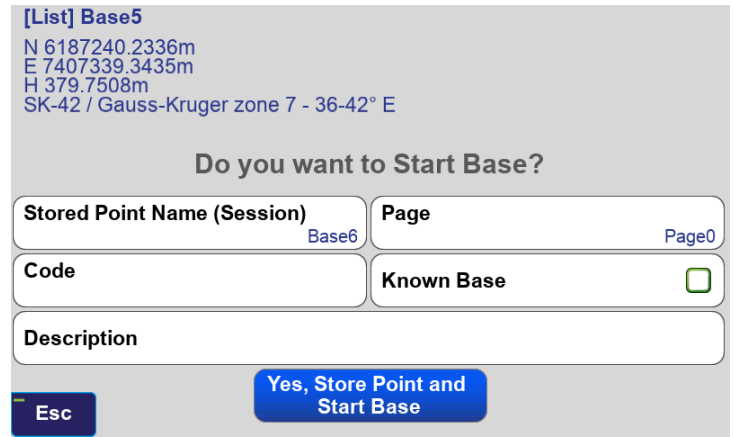 [List] Base5
N 6187240.2336m
E 7407339.3435m
H 379.7508m
SK-42 / Gauss-Kruger zone 7 - 36-42° E
Do you want to Start Base?
Stored Point Name (Session)
Base6
Page
Page0
Code
Known Base
Description
Yes, Store Point and
Start Base
Esc